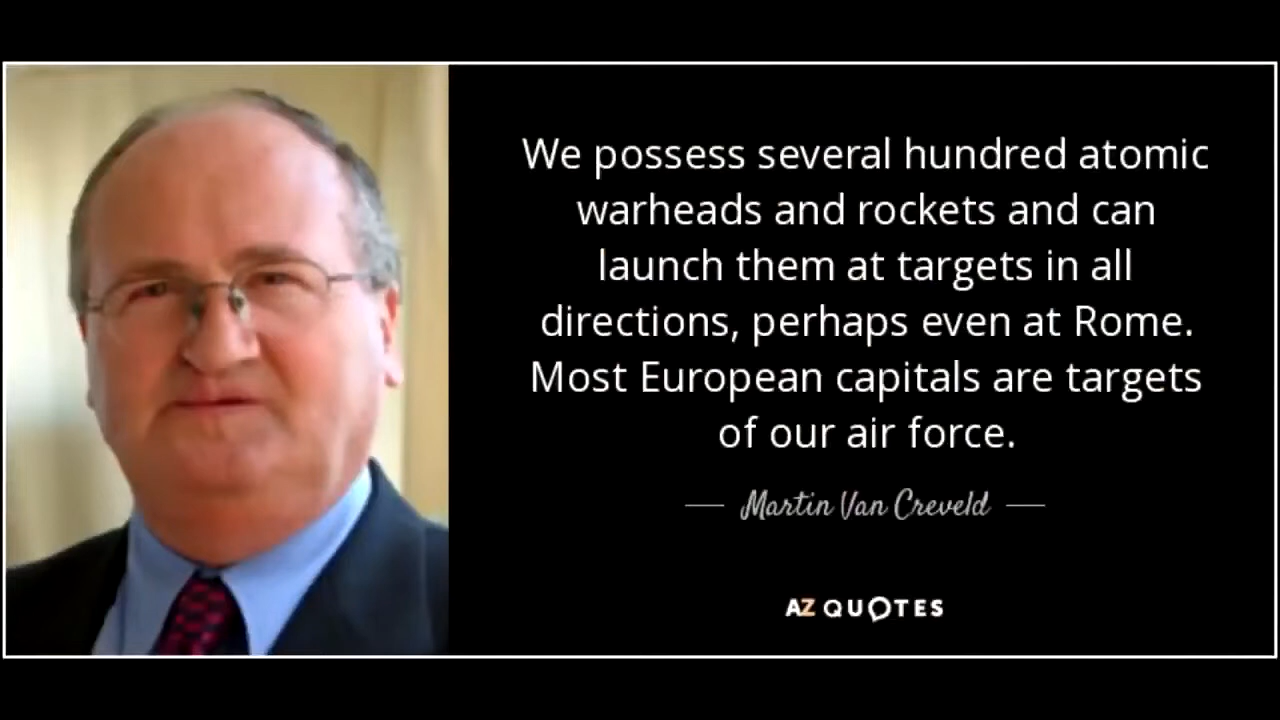 We possess several hundred atomic
warheads and rockets and can
launch them at targets in all
directions, perhaps even at Rome.
Most European capitals are targets
of our air force.
Martin Van Creveld
AZ QUOTES